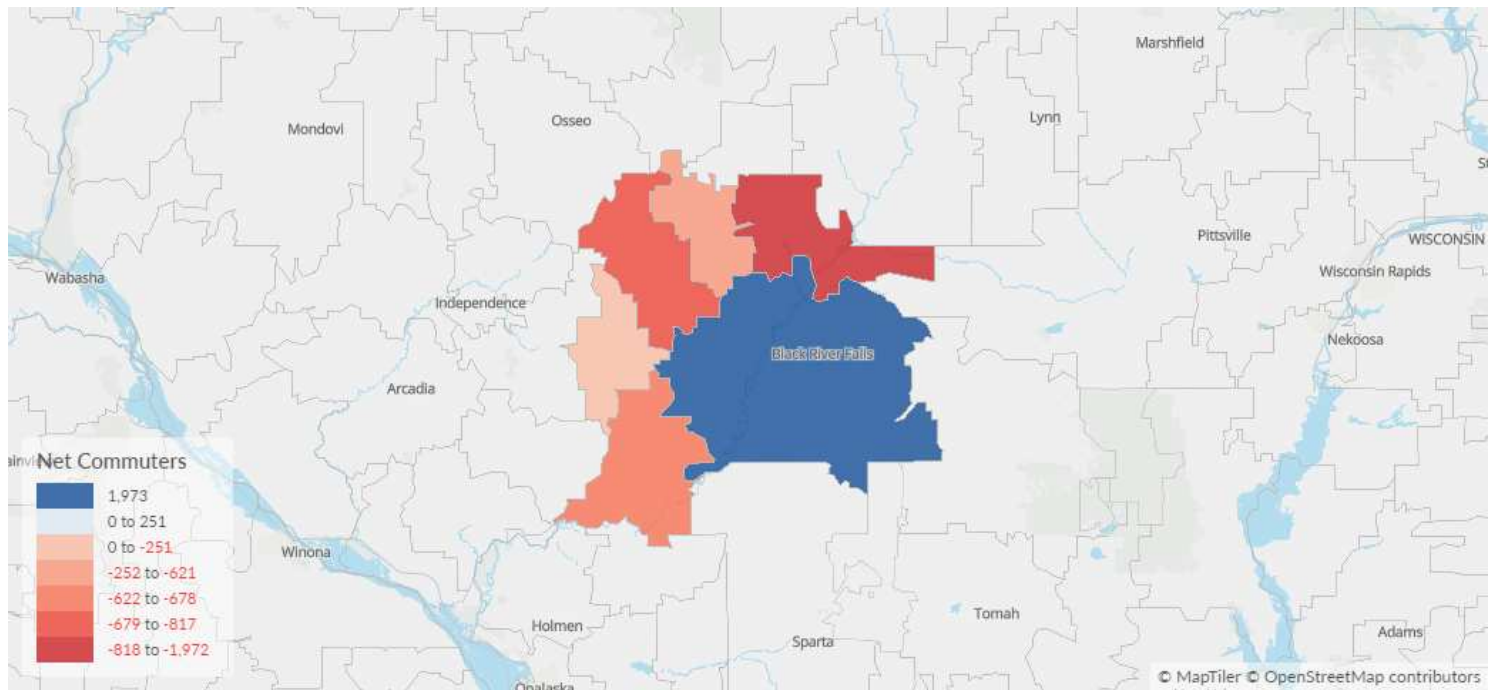 Marshfield
Osseo
Lynn
Mondovi
Pittsville
WISCONSIN
Wabasha
Wisconsin Rapids
Independence
Nekoosa
Black River Falls
Arcadia
Net Commuters
1,973
0 to 251
0 to -251
-252 to -621
-622 to -678
-679 to -817
-818 to -1,972
Winona
Tomah
Holmen
Adams
Sparta
Onalaska
© MapTiler © OpenStreetMap contributors